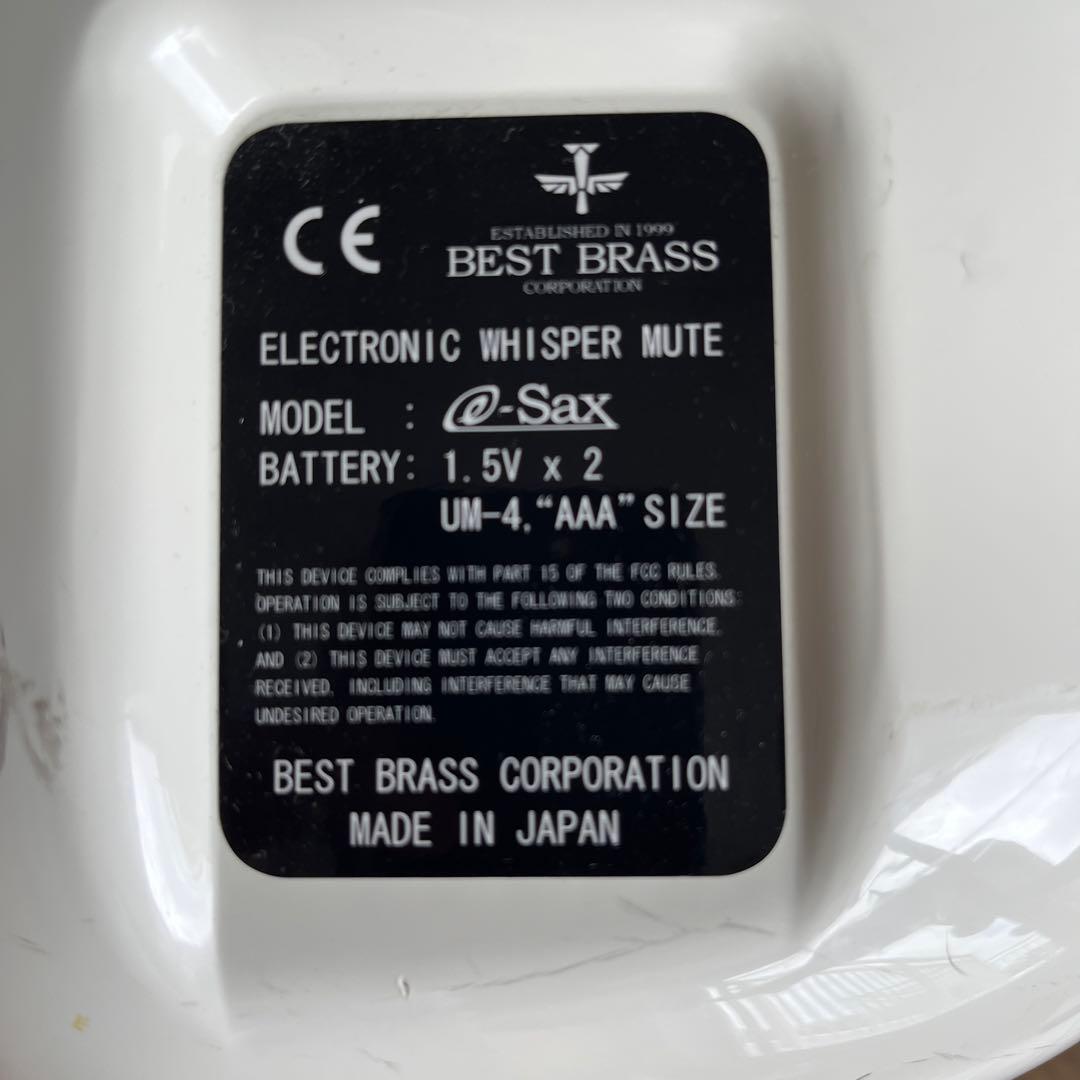 CE
ESTABLISHED IN 1999
BEST BRASS
CORPORATION
ELECTRONIC WHISPER MUTE
MODEL : e-Sax
BATTERY: 1.5V x 2
UM-4, “AAA” SIZE
THIS DEVICE COMPLIES WITH PART 15 OF THE FCC RULES.
OPERATION IS SUBJECT TO THE FOLLOWING TWO CONDITIONS:
(1) THIS DEVICE MAY NOT CAUSE HARMFUL INTERFERENCE,
AND (2) THIS DEVICE MUST ACCEPT ANY INTERFERENCE
RECEIVED, INCLUDING INTERFERENCE THAT MAY CAUSE
UNDESIRED OPERATION.
BEST BRASS CORPORATION
MADE IN JAPAN